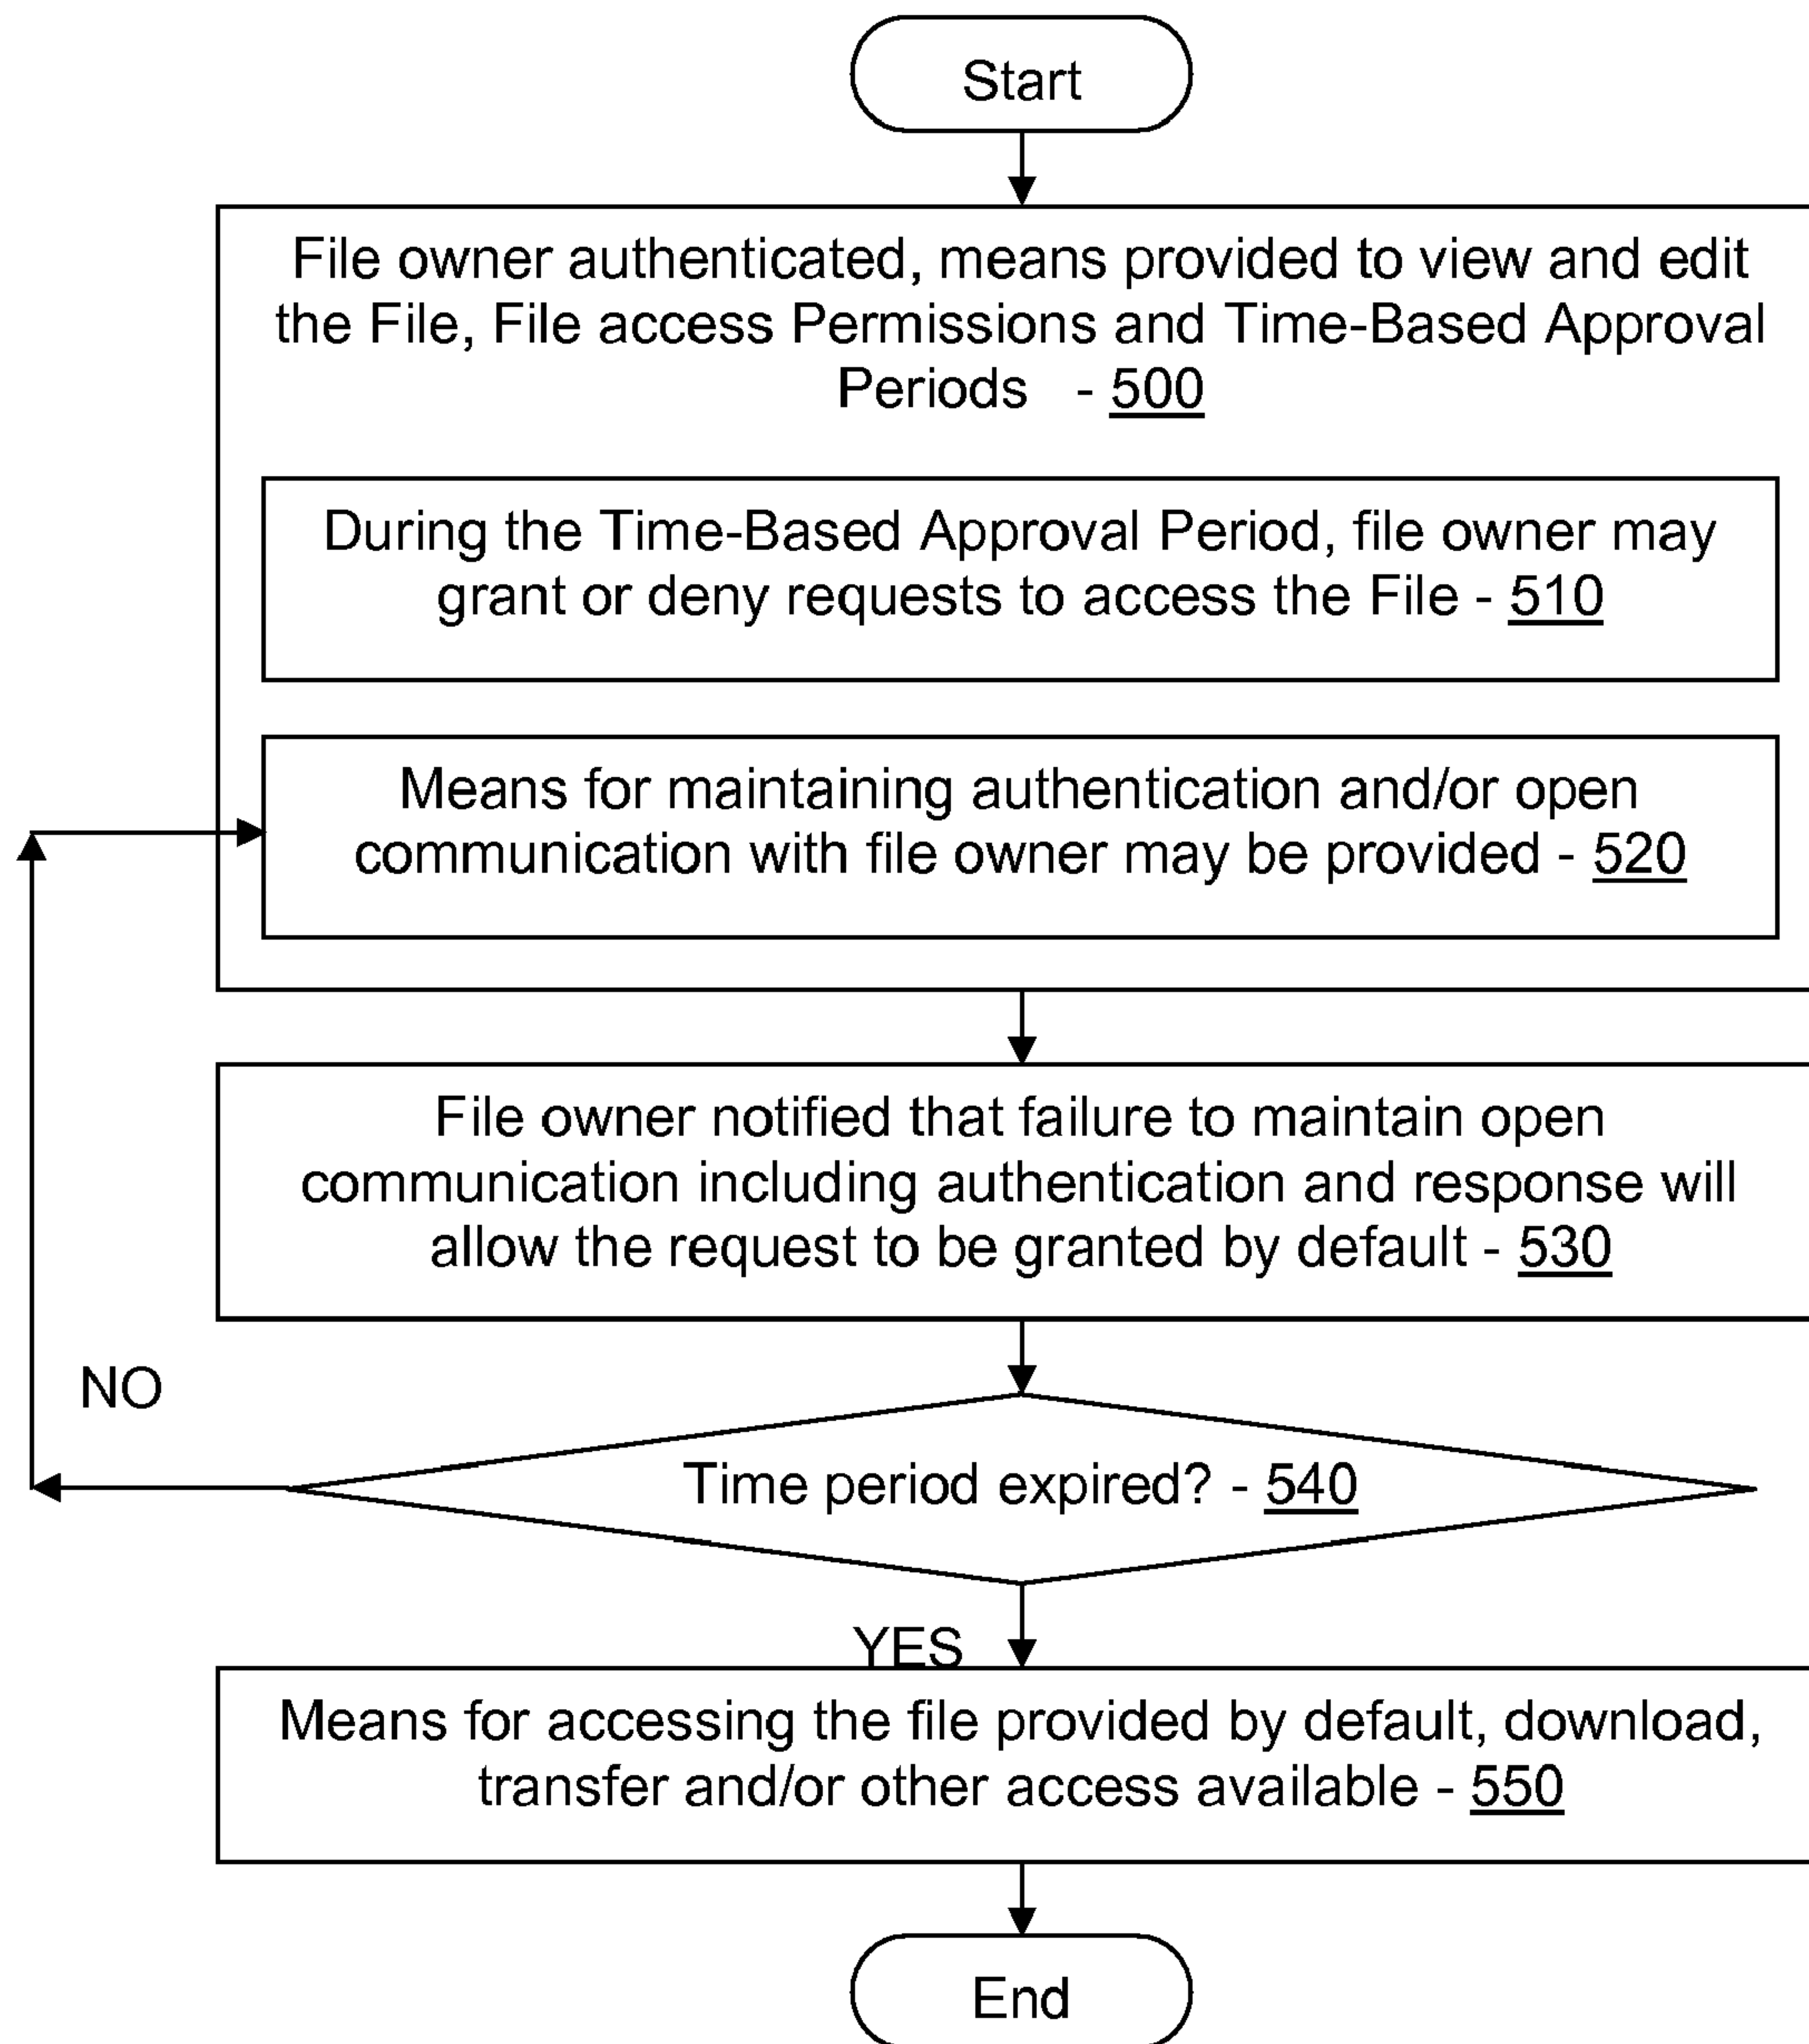 Start
File owner authenticated, means provided to view and edit
the File, File access Permissions and Time-Based Approval
Periods - 500
During the Time-Based Approval Period, file owner may
grant or deny requests to access the File - 510
Means for maintaining authentication and/or open
communication with file owner may be provided - 520
File owner notified that failure to maintain open
communication including authentication and response will
allow the request to be granted by default - 530
NO
Time period expired? - 540
YES
Means for accessing the file provided by default, download,
transfer and/or other access available - 550
End